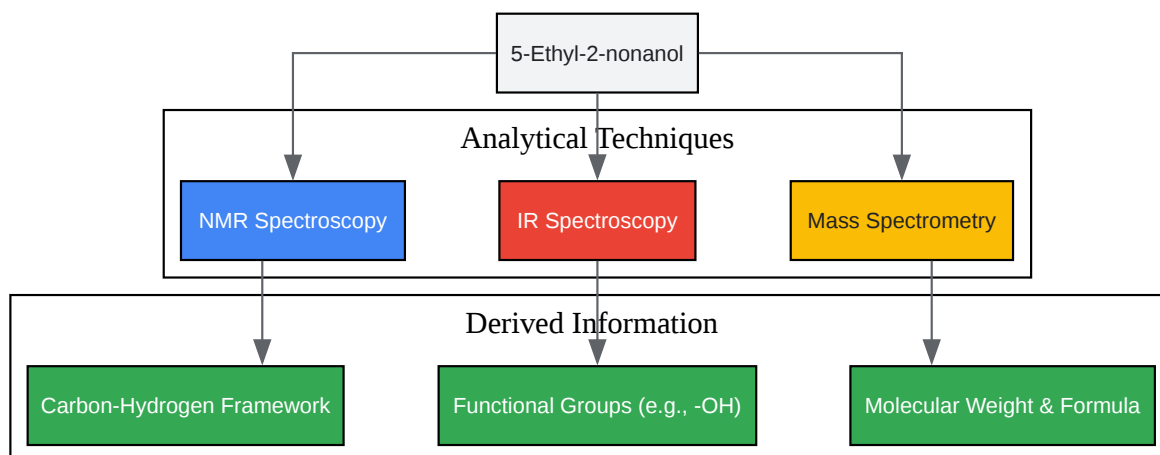 5-Ethyl-2-nonanol
Analytical Techniques
NMR Spectroscopy
IR Spectroscopy
Mass Spectrometry
Derived Information
Carbon-Hydrogen Framework
Functional Groups (e.g., -OH)
Molecular Weight & Formula